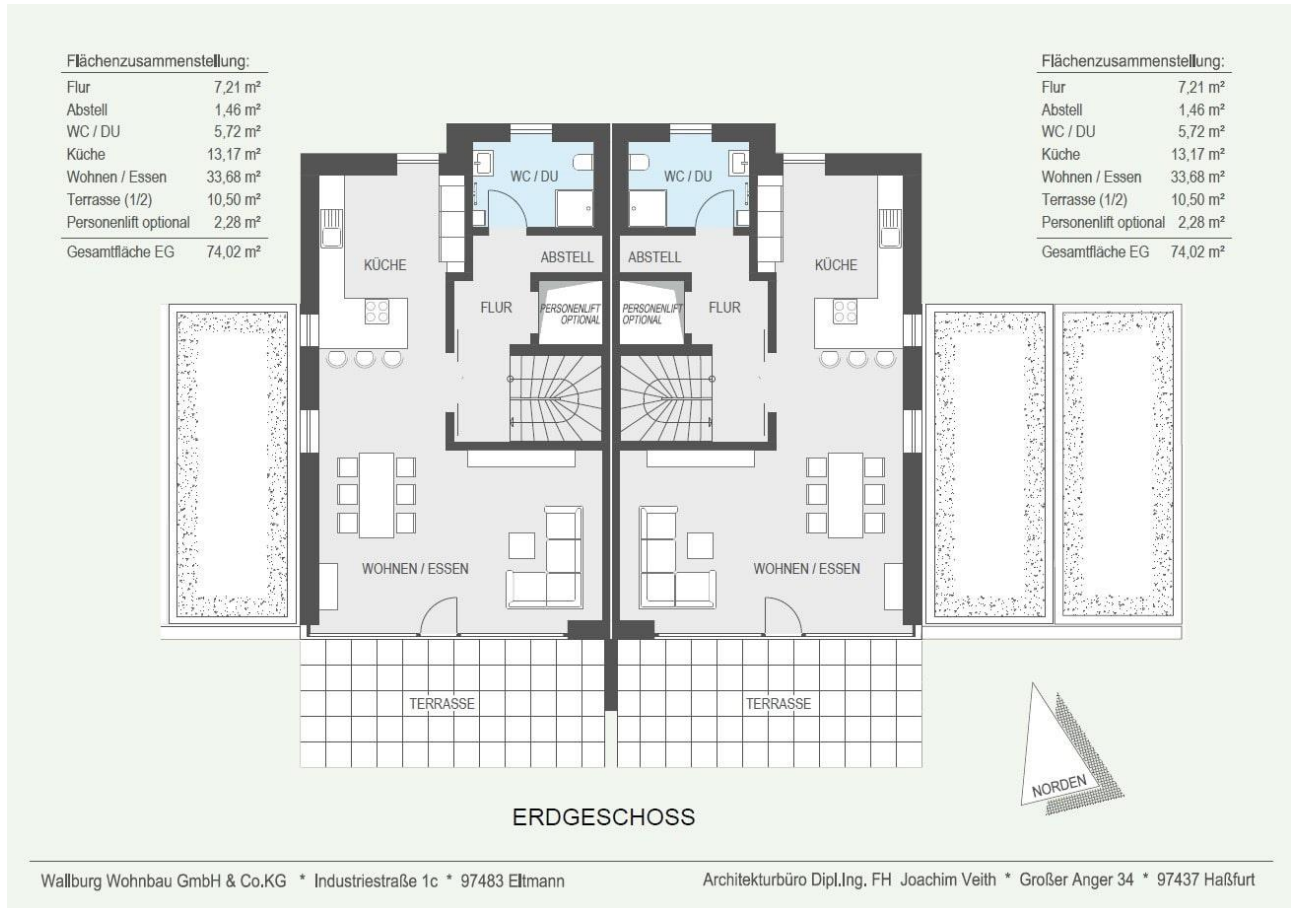 Flächenzusammenstellung:
Flur 7,21 m²
Abstell 1,46 m²
WC / DU 5,72 m²
Küche 13,17 m²
Wohnen / Essen 33,68 m²
Terrasse (1/2) 10,50 m²
Personenlift optional 2,28 m²
Gesamtfläche EG 74,02 m²
Flächenzusammenstellung:
Flur 7,21 m²
Abstell 1,46 m²
WC / DU 5,72 m²
Küche 13,17 m²
Wohnen / Essen 33,68 m²
Terrasse (1/2) 10,50 m²
Personenlift optional 2,28 m²
Gesamtfläche EG 74,02 m²
WC / DU
WC / DU
ABSTELL
ABSTELL
KÜCHE
KÜCHE
FLUR
PERSONENLIFT
OPTIONAL
PERSONENLIFT
OPTIONAL
FLUR
WOHNEN / ESSEN
WOHNEN / ESSEN
TERRASSE
TERRASSE
NORDEN
ERDGESCHOSS
Wallburg Wohnbau GmbH & Co.KG * Industriestraße 1c * 97483 Eltmann
Architekturbüro Dipl.Ing. FH Joachim Veith * Großer Anger 34 * 97437 Haßfurt